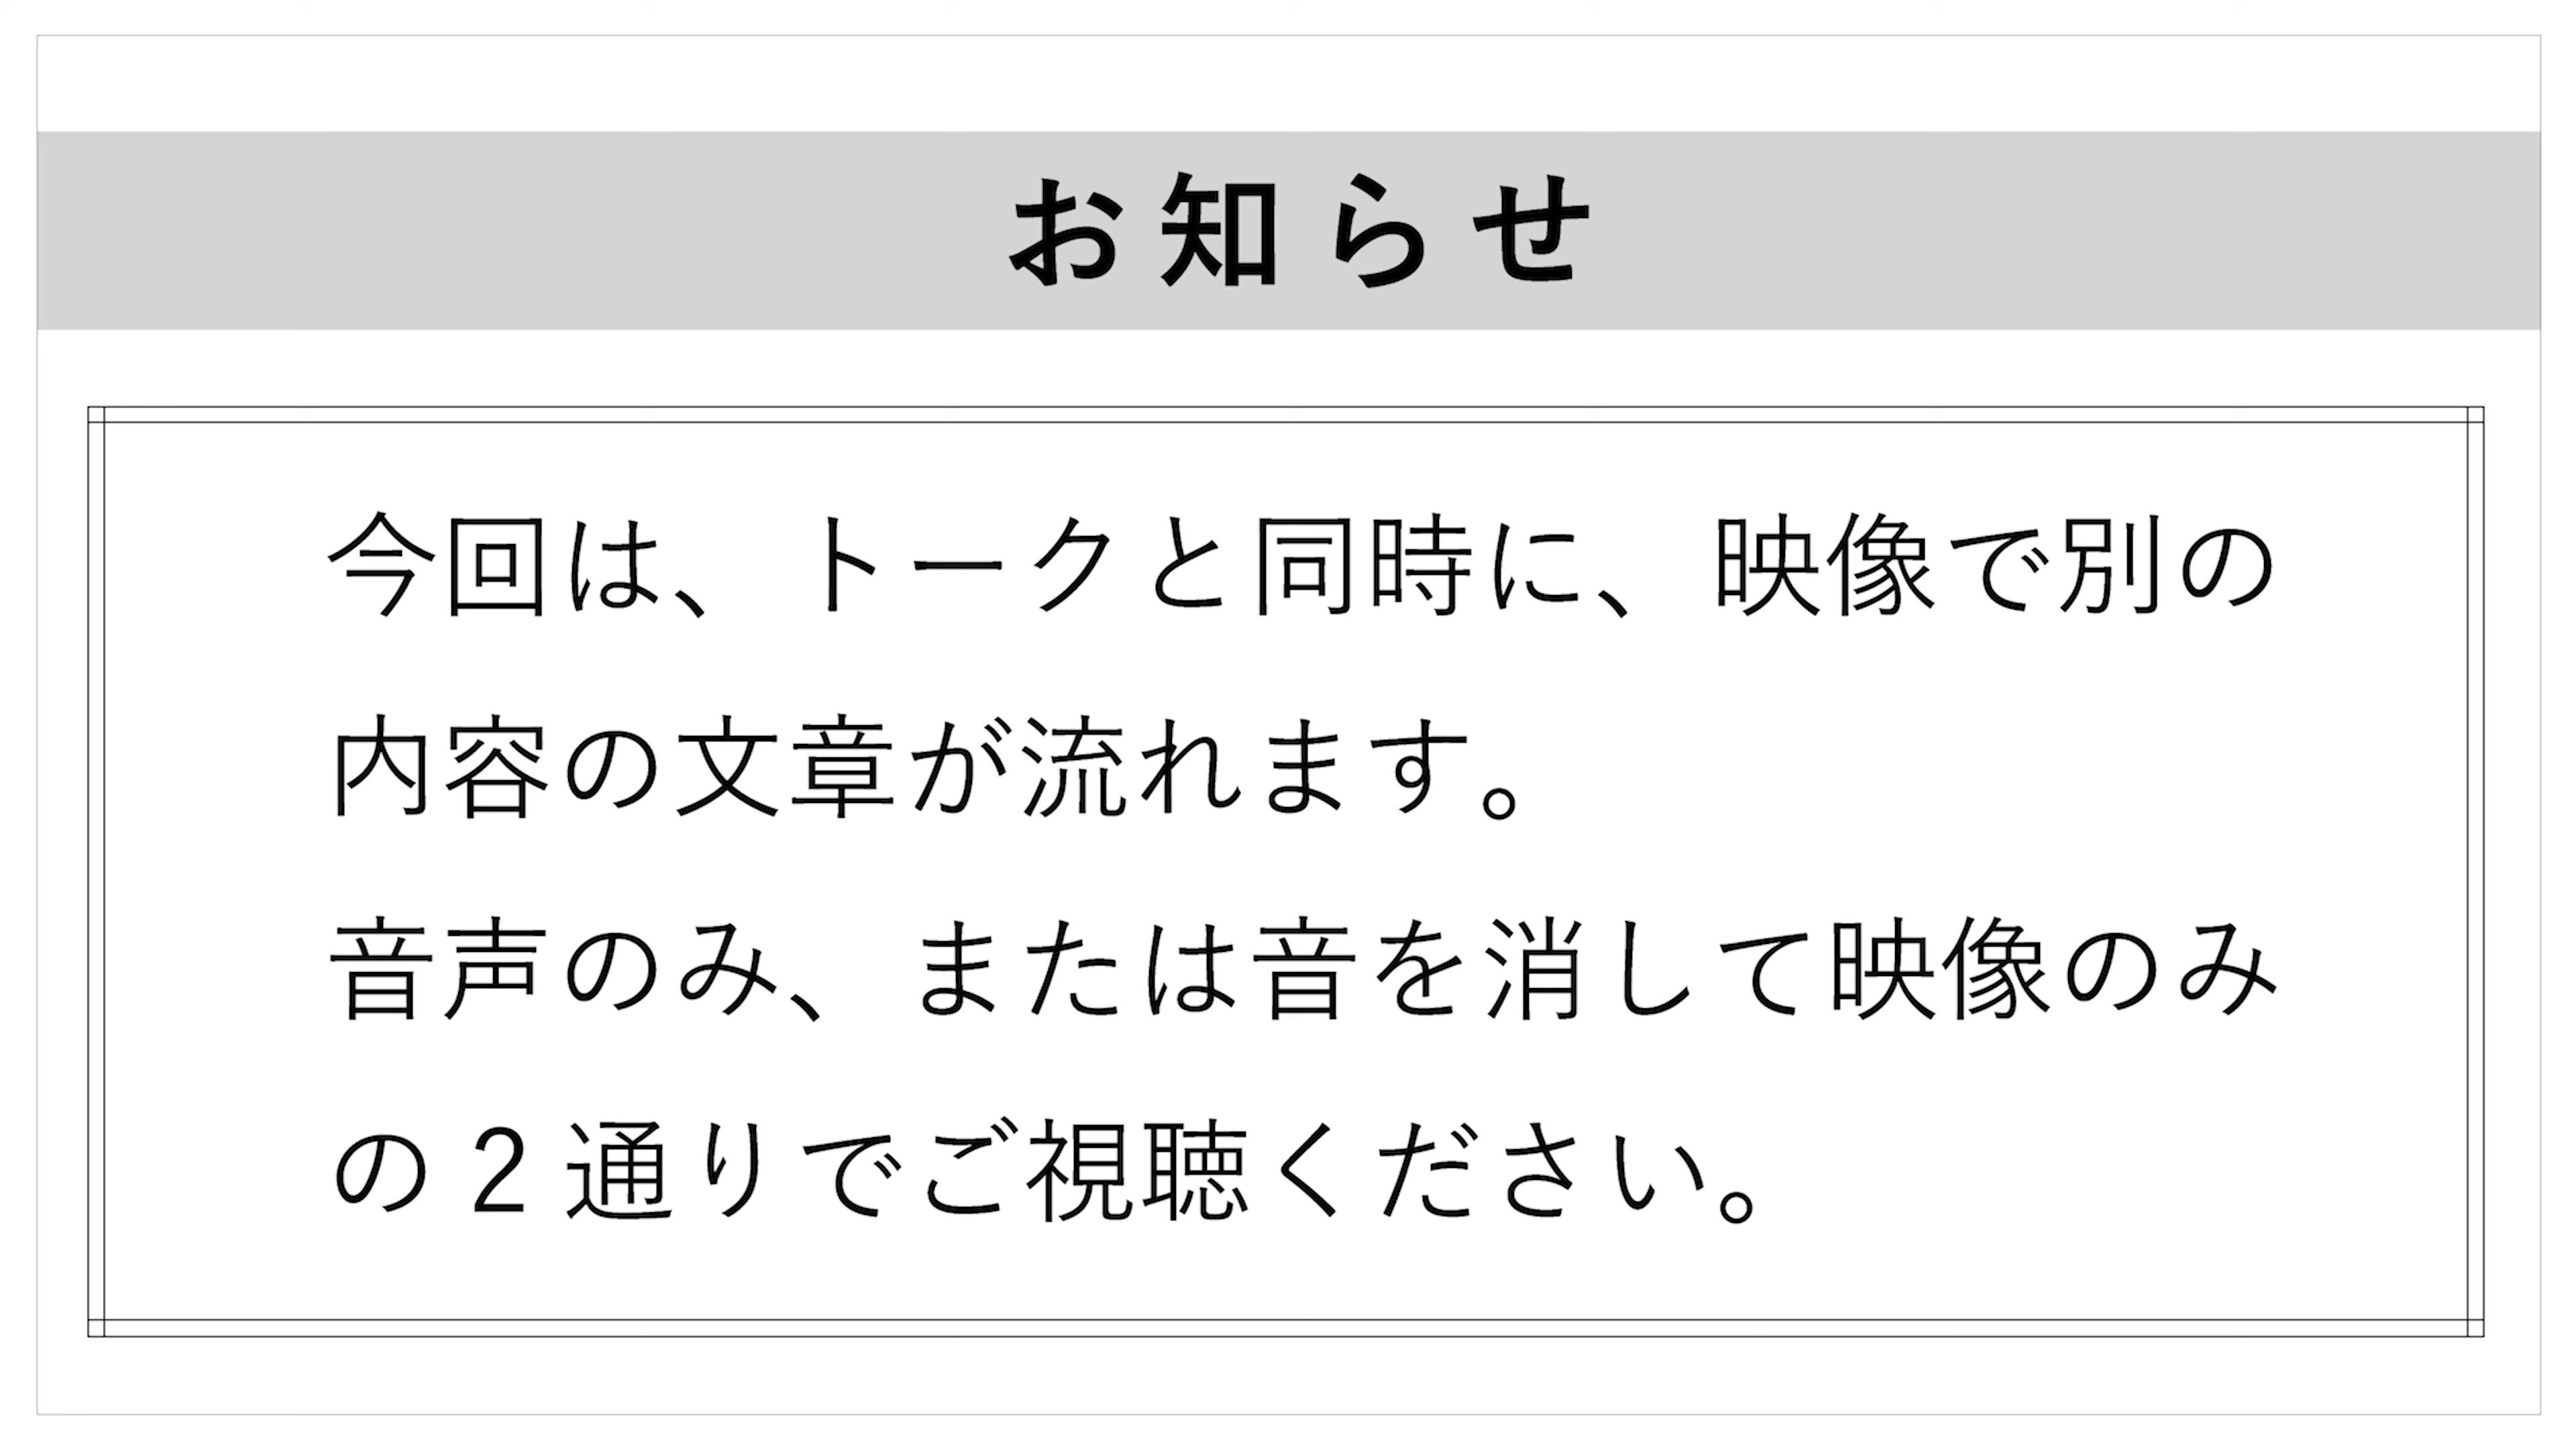 お知らせ
今回は、トークと同時に、映像で別の
内容の文章が流れます。
音声のみ、または音を消して映像のみ
の2通りでご視聴ください。